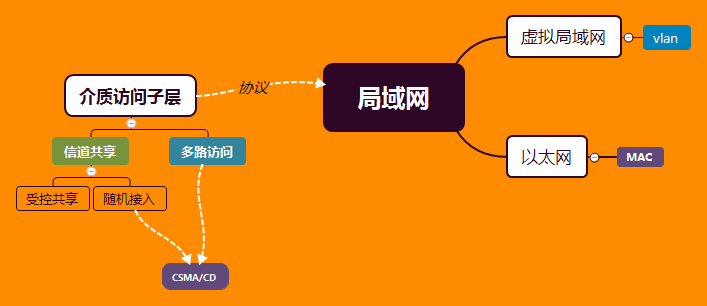 虚拟局域网
vlan
介质访问子层
协议
局域网
信道共享
多路访问
以太网
MAC
受控共享
随机接入
CSMA/CD